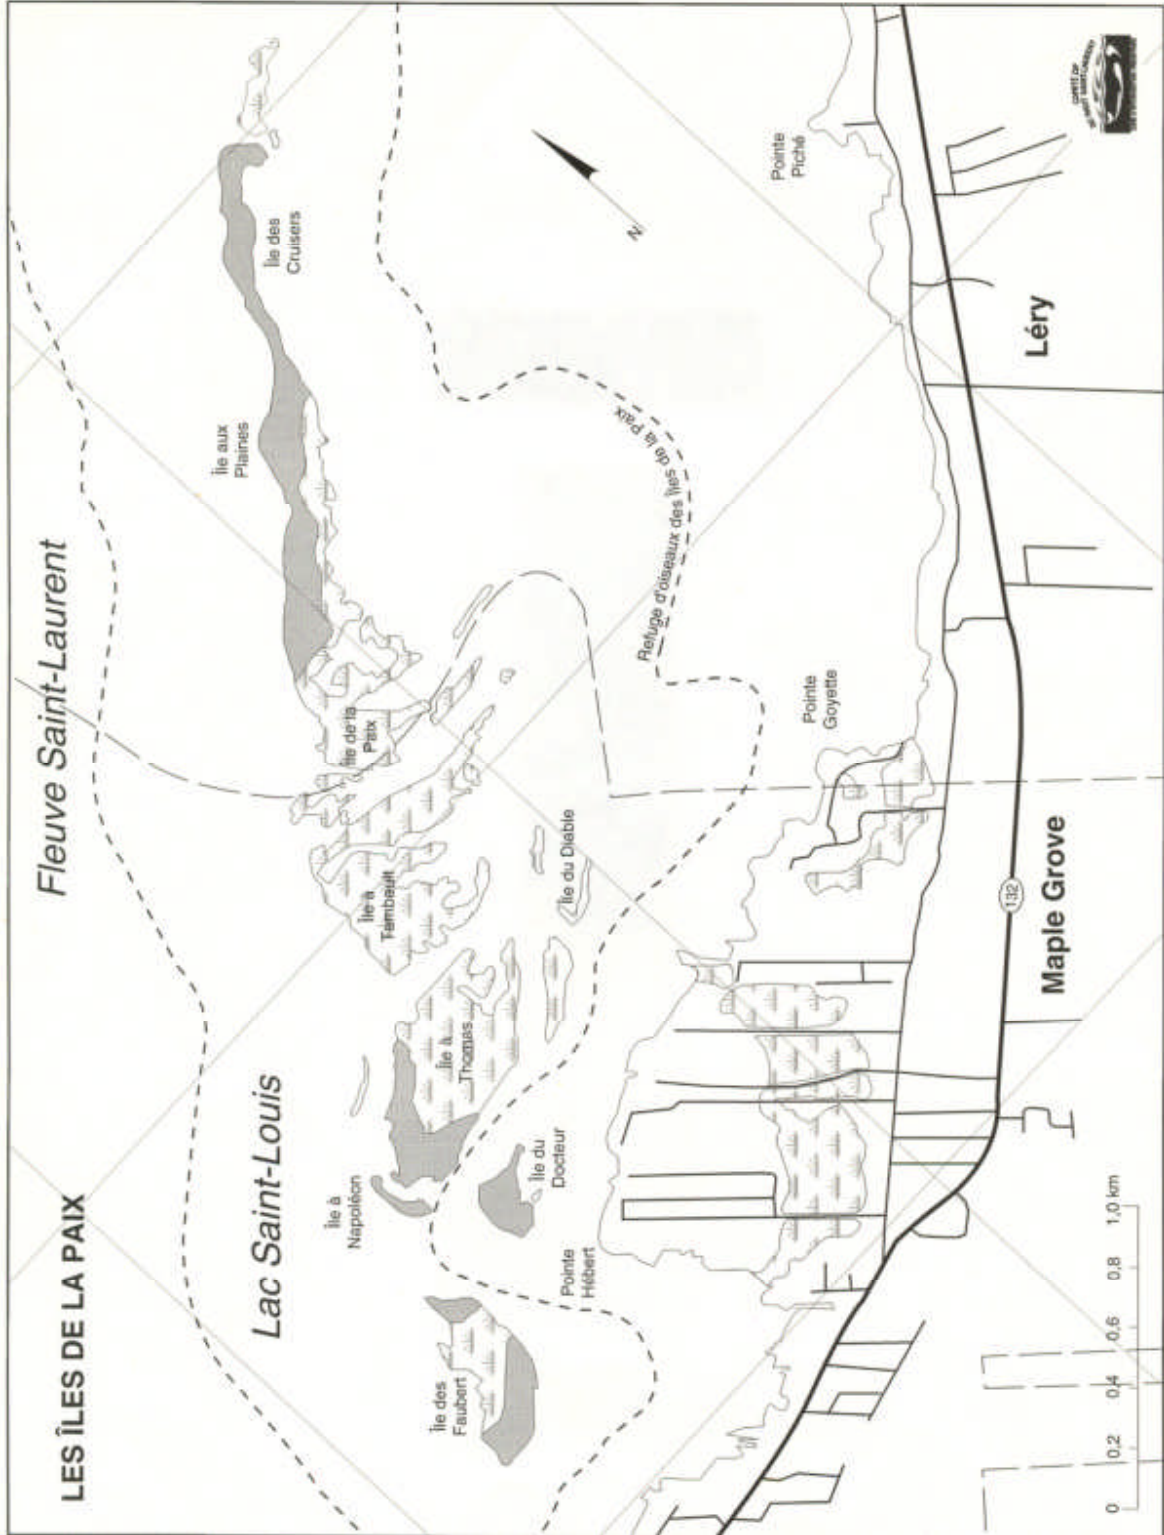 LES ÎLES DE LA PAIX
Fleuve Saint-Laurent
Lac Saint-Louis
Île des
Faubert
Île à
Napoléon
Île du
Docteur
Pointe
Hébert
Île à
Thomas
Île à
Tambault
Île du Diable
Île de la
Paix
Île aux
Plaines
Île des
Cruisers
Refuge d'oiseaux des Îles de la Paix
N
Pointe
Goyette
Pointe
Piché
132
Maple Grove
Léry
0 0,2 0,4 0,6 0,8 1,0 km
COMITÉ ZIP